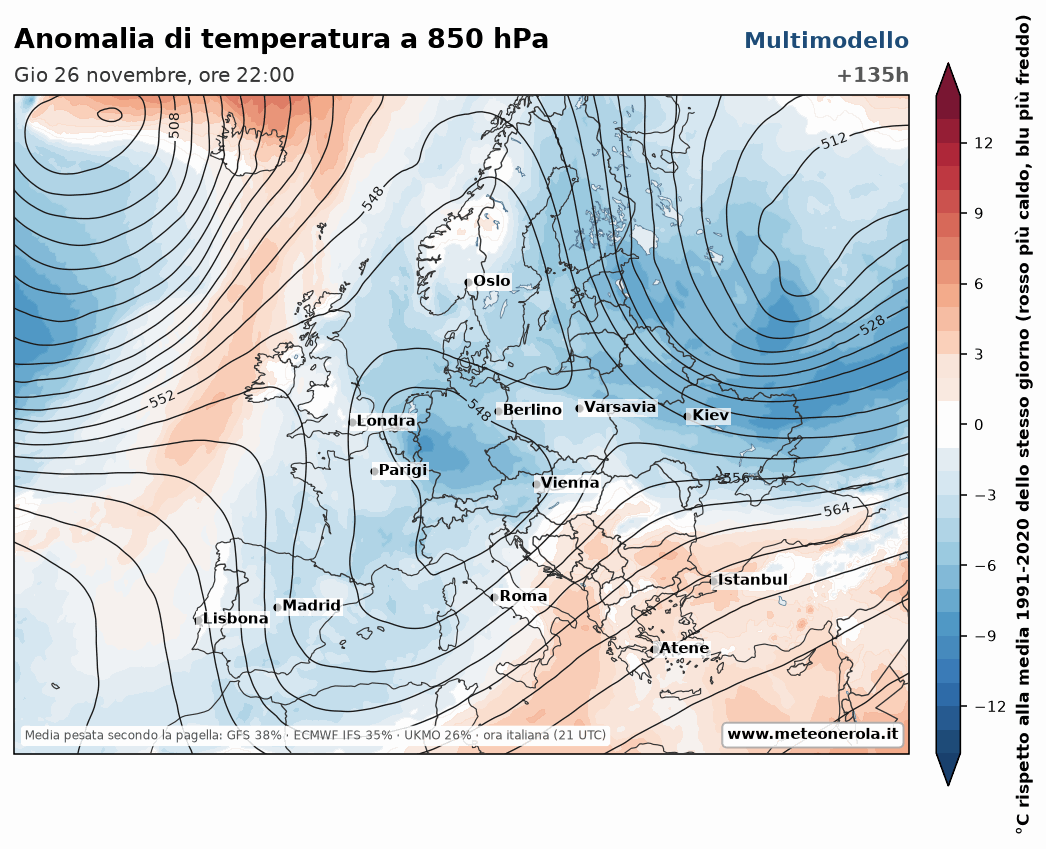 Anomalia di temperatura a 850 hPa
Multimodello
Gio 26 novembre, ore 22:00
+135h
508
512
548
528
552
548
556
564
Oslo
Londra
Berlino
Varsavia
Kiev
Parigi
Vienna
Istanbul
Roma
Madrid
Lisbona
Atene
Media pesata secondo la pagella: GFS 38% · ECMWF IFS 35% · UKMO 26% · ora italiana (21 UTC)
www.meteonerola.it
12
9
6
3
0
−3
−6
−9
−12
°C rispetto alla media 1991-2020 dello stesso giorno (rosso più caldo, blu più freddo)